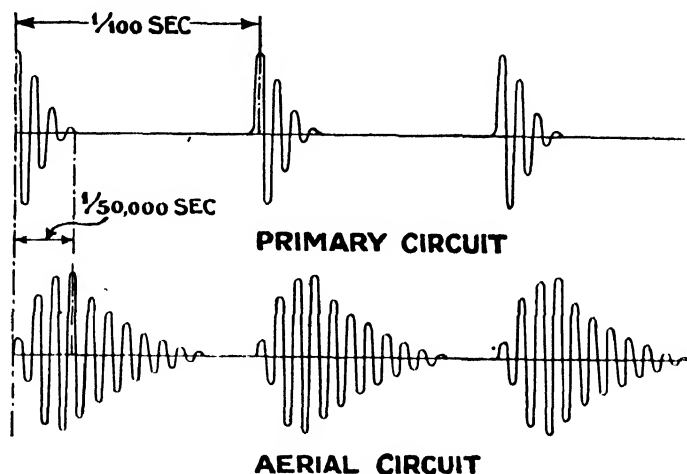 1/100 SEC
1/50,000 SEC
PRIMARY CIRCUIT
AERIAL CIRCUIT